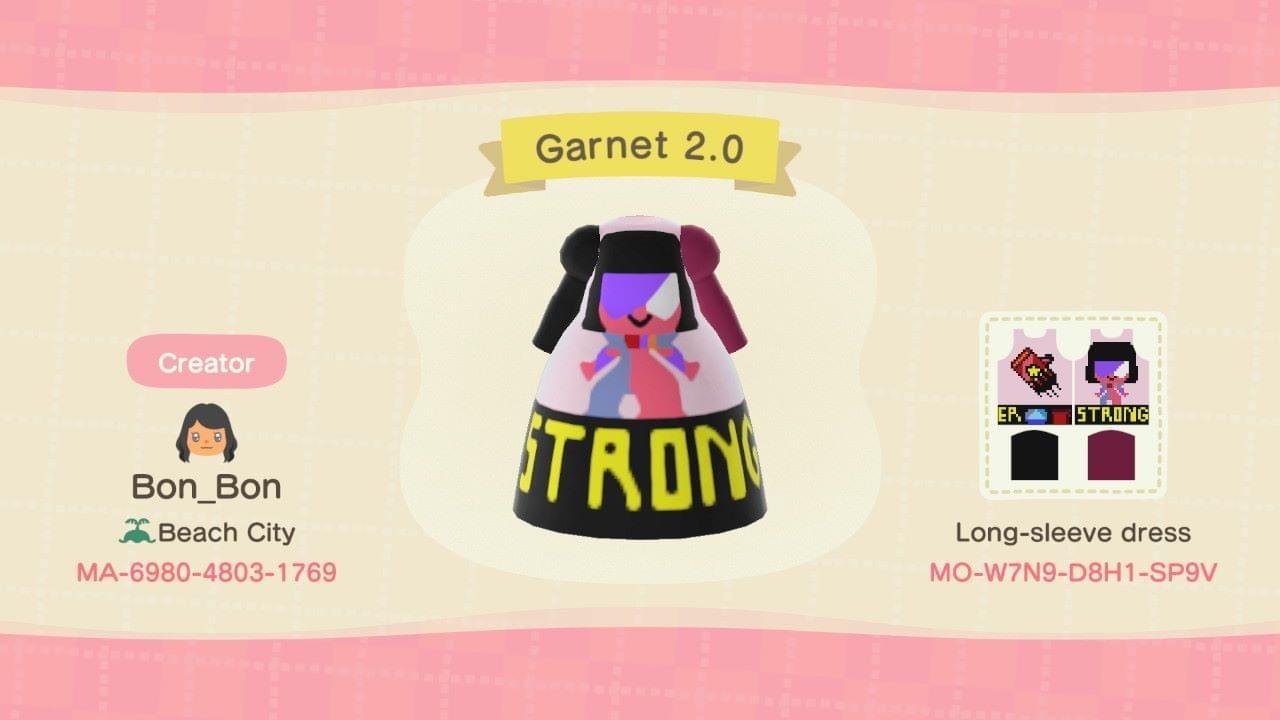 Garnet 2.0
STRONG
Creator
Bon_Bon
Beach City
MA-6980-4803-1769
ER STRONG
Long-sleeve dress
MO-W7N9-D8H1-SP9V